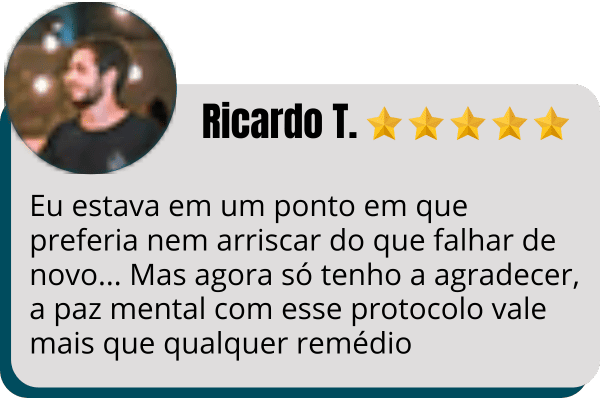 Ricardo T.
Eu estava em um ponto em que
preferia nem arriscar do que falhar de
novo... Mas agora só tenho a agradecer,
a paz mental com esse protocolo vale
mais que qualquer remédio